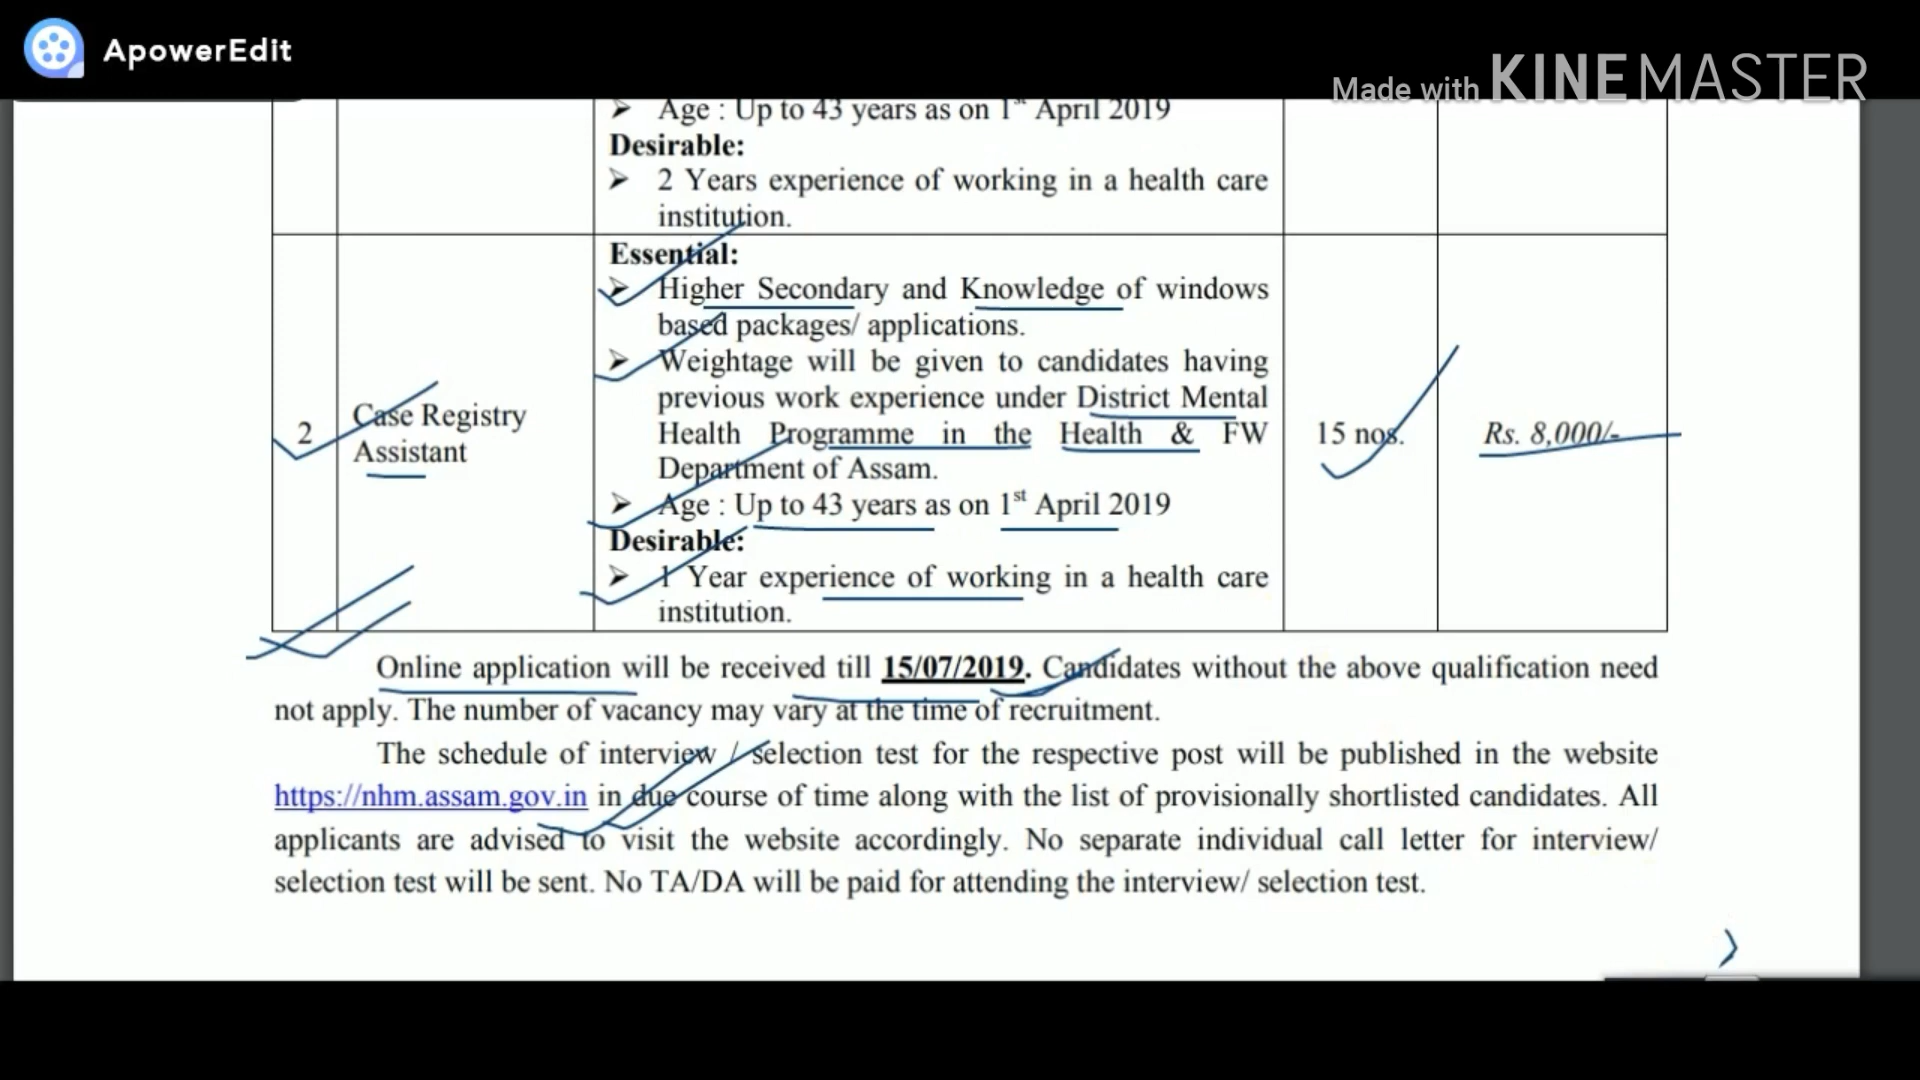 ApowerEdit
Made with KINEMASTER
➢ Age : Up to 43 years as on 1st April 2019
Desirable:
➢ 2 Years experience of working in a health care
institution.
2
Case Registry
Assistant
Essential:
➢ Higher Secondary and Knowledge of windows
based packages/ applications.
➢ Weightage will be given to candidates having
previous work experience under District Mental
Health Programme in the Health & FW
Department of Assam.
➢ Age : Up to 43 years as on 1st April 2019
Desirable:
➢ 1 Year experience of working in a health care
institution.
15 nos.
Rs. 8,000/-
Online application will be received till 15/07/2019. Candidates without the above qualification need
not apply. The number of vacancy may vary at the time of recruitment.
The schedule of interview / selection test for the respective post will be published in the website
https://nhm.assam.gov.in in due course of time along with the list of provisionally shortlisted candidates. All
applicants are advised to visit the website accordingly. No separate individual call letter for interview/
selection test will be sent. No TA/DA will be paid for attending the interview/ selection test.